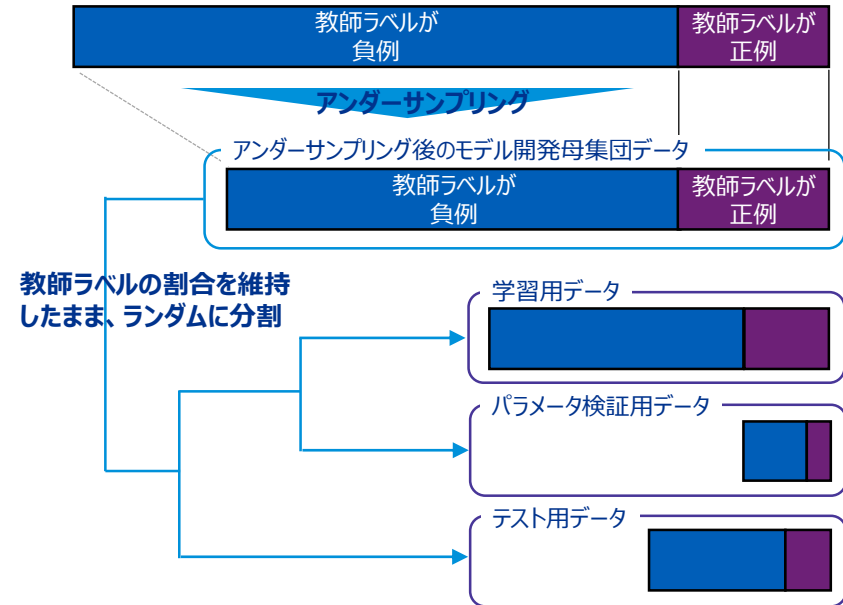 教師ラベルが
負例
教師ラベルが
正例
アンダーサンプリング
アンダーサンプリング後のモデル開発母集団データ
教師ラベルが
負例
教師ラベルが
正例
教師ラベルの割合を維持
したまま、ランダムに分割
学習用データ
パラメータ検証用データ
テスト用データ